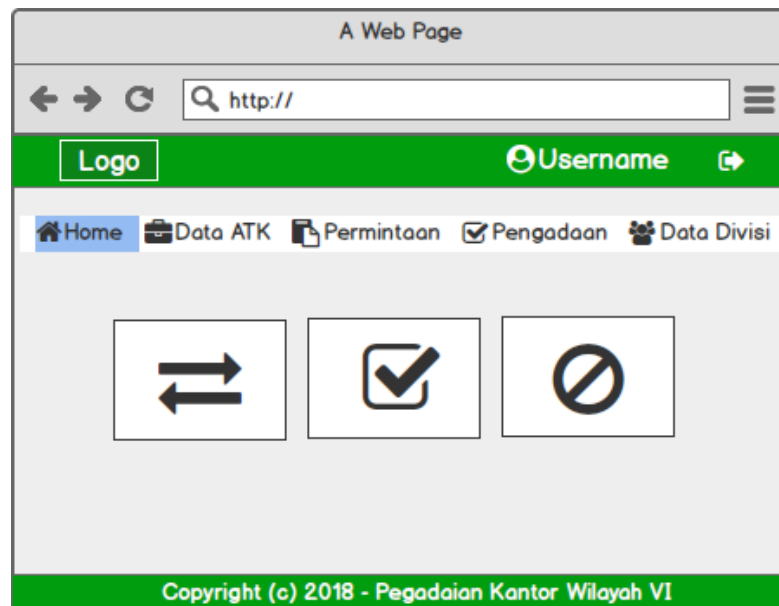 A Web Page
http://
Logo Username
Home Data ATK Permintaan Pengadaan Data Divisi
Copyright (c) 2018 - Pegadaian Kantor Wilayah VI